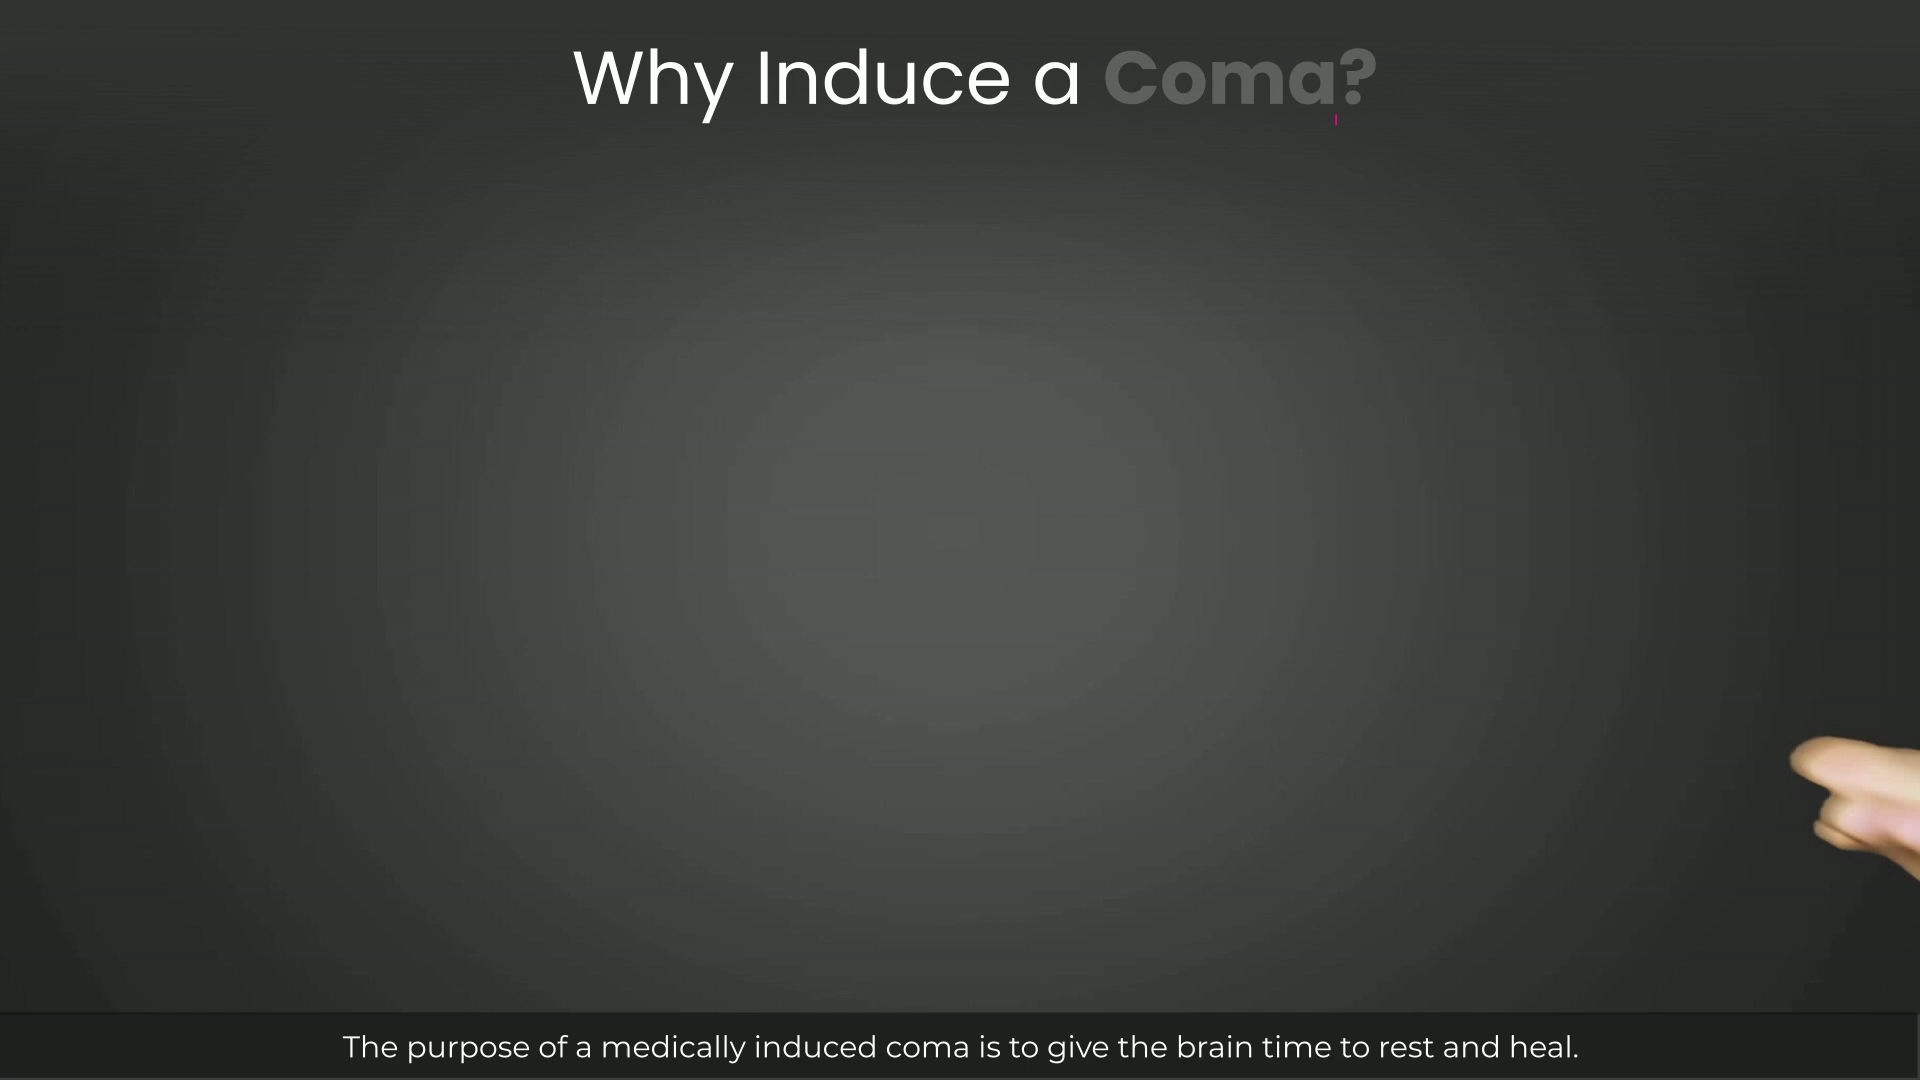 Why Induce a Coma?
The purpose of a medically induced coma is to give the brain time to rest and heal.